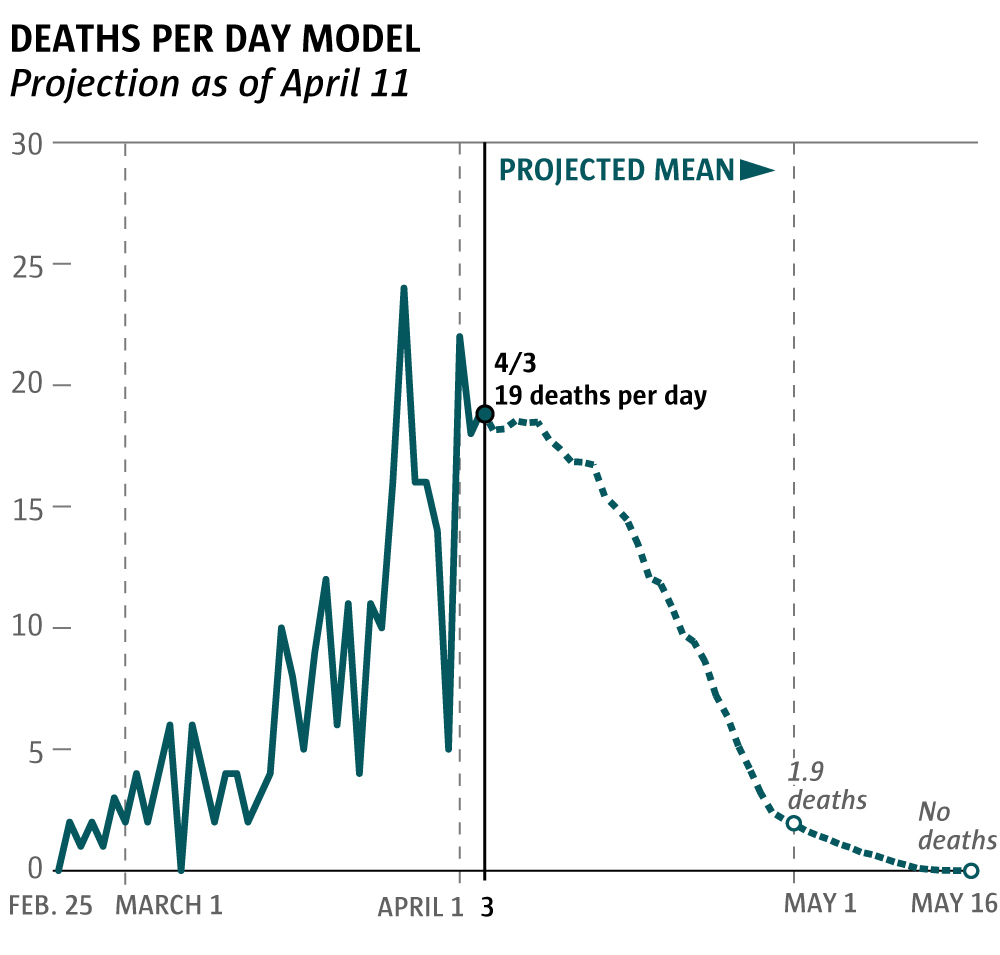 DEATHS PER DAY MODEL
Projection as of April 11
30
PROJECTED MEAN
25
20
4/3
19 deaths per day
15
10
5
1.9
deaths
No
deaths
0
FEB. 25 MARCH 1 APRIL 1 3 MAY 1 MAY 16